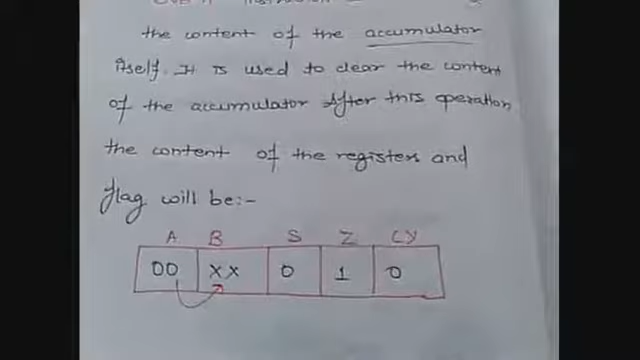 the content of the accumulator
itself. It is used to clear the content
of the accumulator After this operation
the content of the registers and
flag will be:-
A B S Z CY
00 XX 0 1 0